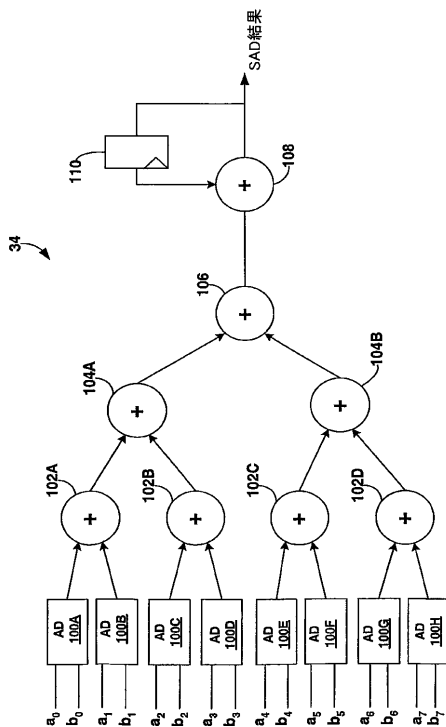 34
a0
b0
AD
100A
a1
b1
AD
100B
a2
b2
AD
100C
a3
b3
AD
100D
a4
b4
AD
100E
a5
b5
AD
100F
a6
b6
AD
100G
a7
b7
AD
100H
102A
+
102B
+
102C
+
102D
+
104A
+
104B
+
106
+
108
+
110
SAD結果